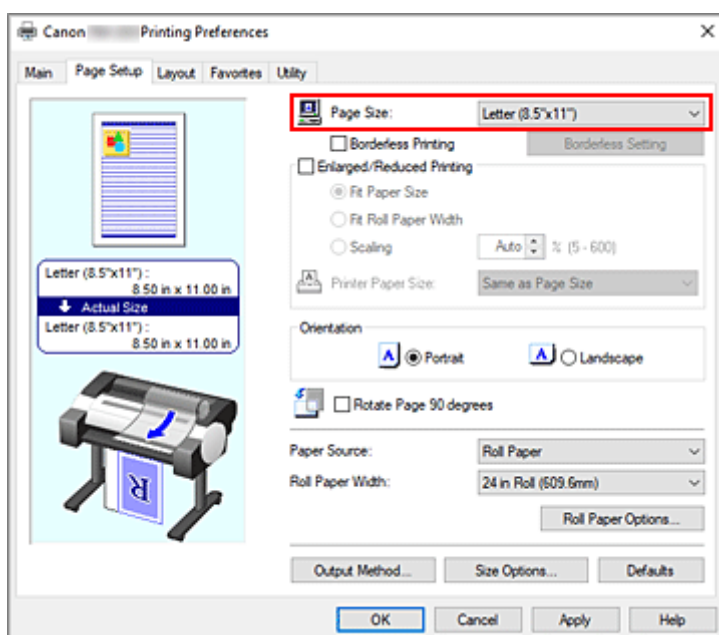 Canon Printing Preferences
Main Page Setup Layout Favorites Utility
Page Size: Letter (8.5"x11")
Borderless Printing Borderless Setting
Enlarged/Reduced Printing
Fit Paper Size
Fit Roll Paper Width
Scaling Auto % (5 - 600)
Printer Paper Size: Same as Page Size
Letter (8.5"x11") :
8.50 in x 11.00 in
Actual Size
Letter (8.5"x11") :
8.50 in x 11.00 in
Orientation
A Portrait A Landscape
Rotate Page 90 degrees
Paper Source: Roll Paper
Roll Paper Width: 24 in Roll (609.6mm)
Roll Paper Options...
R
Output Method... Size Options... Defaults
OK Cancel Apply Help